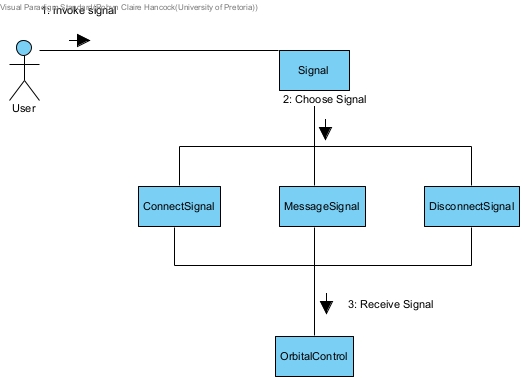 Visual Paradigm Standard(Robyn Claire Hancock(University of Pretoria))
1: Invoke signal
Signal
2: Choose Signal
User
ConnectSignal
MessageSignal
DisconnectSignal
3: Receive Signal
OrbitalControl